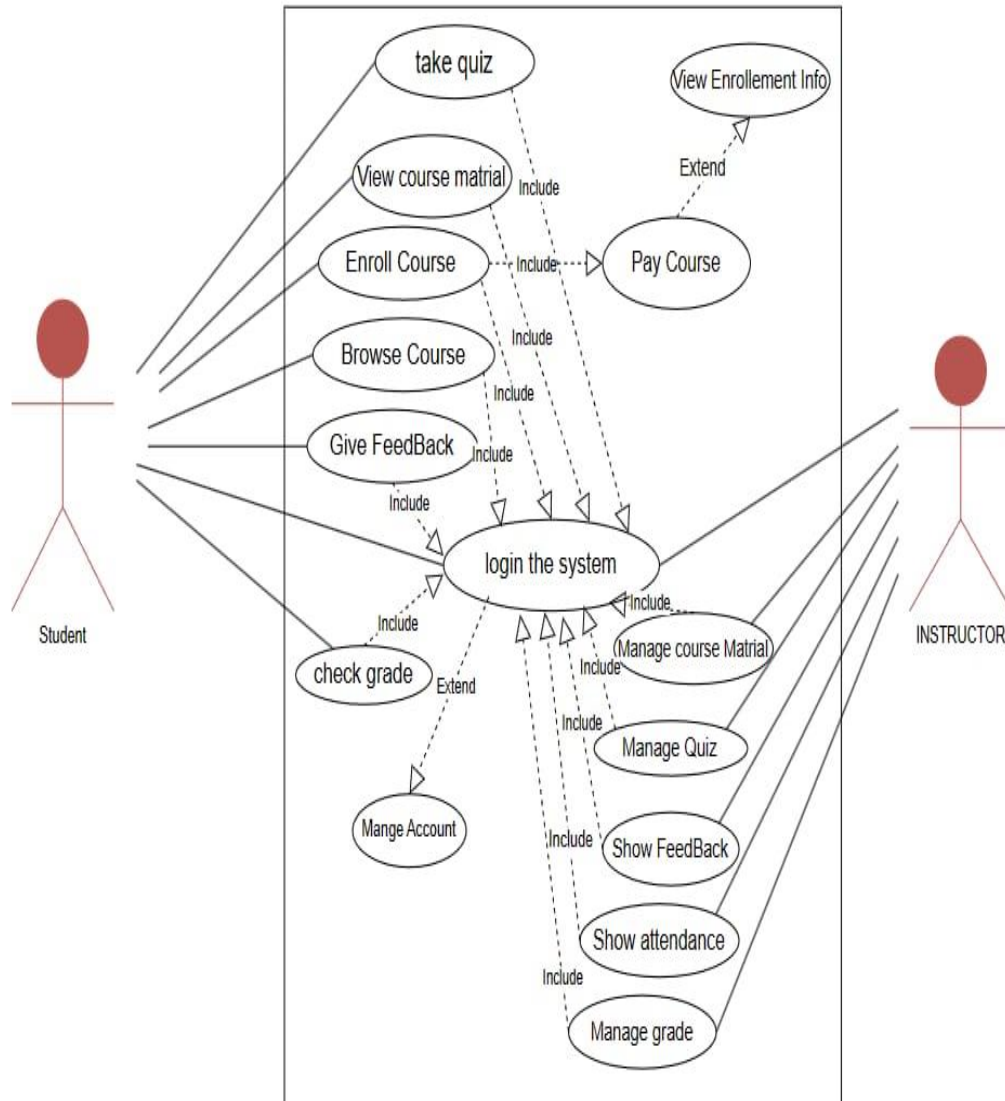 take quiz
View Enrollement Info
View course matrial
Include
Extend
Enroll Course
Include
Pay Course
Include
Browse Course
Include
Give FeedBack
Include
Include
login the system
Include
Include
Student
INSTRUCTOR
Manage course Matrial
check grade
Include
Extend
Include
Manage Quiz
Mange Account
Include
Show FeedBack
Show attendance
Include
Manage grade